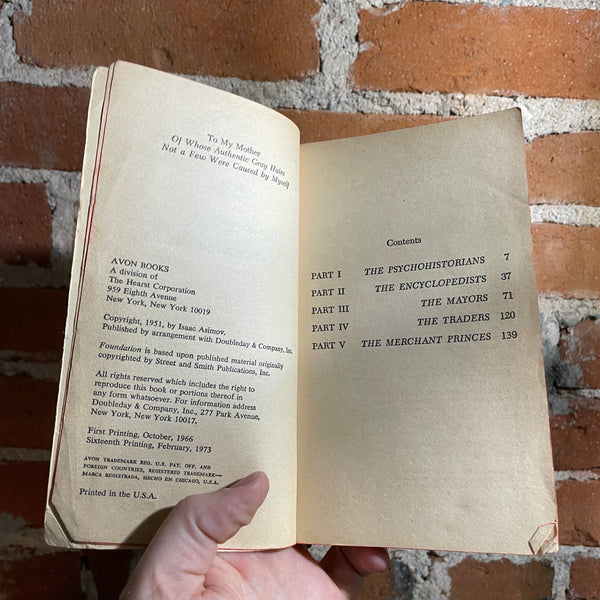 To My Mother
Of Whose Authentic Gray Hairs
Not a Few Were Caused by Myself
AVON BOOKS
A division of
The Hearst Corporation
959 Eighth Avenue
New York, New York 10019
Copyright, 1951, by Isaac Asimov.
Published by arrangement with Doubleday & Company, Inc.
Foundation is based upon published material originally
copyrighted by Street and Smith Publications, Inc.
All rights reserved which includes the right to
reproduce this book or portions thereof in
any form whatsoever. For information address
Doubleday & Company, Inc., 277 Park Avenue,
New York, New York 10017.
First Printing, October, 1966
Sixteenth Printing, February, 1973
AVON TRADEMARK REG. U.S. PAT. OFF. AND
FOREIGN COUNTRIES, REGISTERED TRADEMARK—
MARCA REGISTRADA, HECHO EN CHICAGO, U.S.A.
Printed in the U.S.A.
Contents
PART I THE PSYCHOHISTORIANS 7
PART II THE ENCYCLOPEDISTS 37
PART III THE MAYORS 71
PART IV THE TRADERS 120
PART V THE MERCHANT PRINCES 139